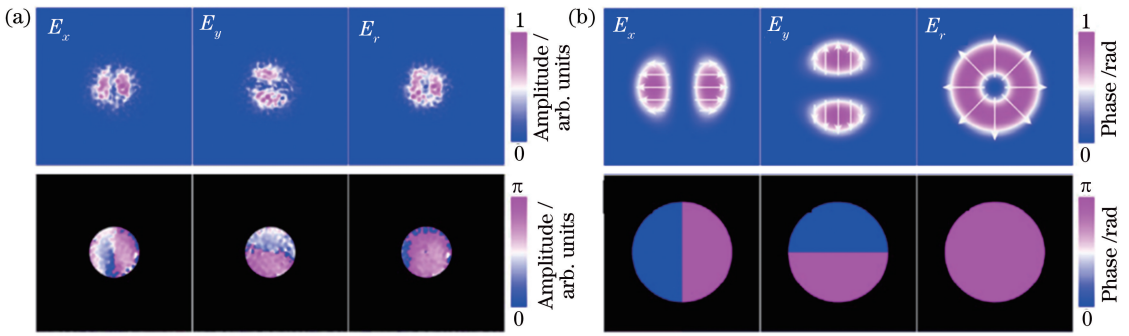 (a)
E_x
E_y
E_r
1
0
Amplitude /
arb. units
π
0
Amplitude /
arb. units
(b)
E_x
E_y
E_r
1
0
Phase /rad
π
0
Phase /rad